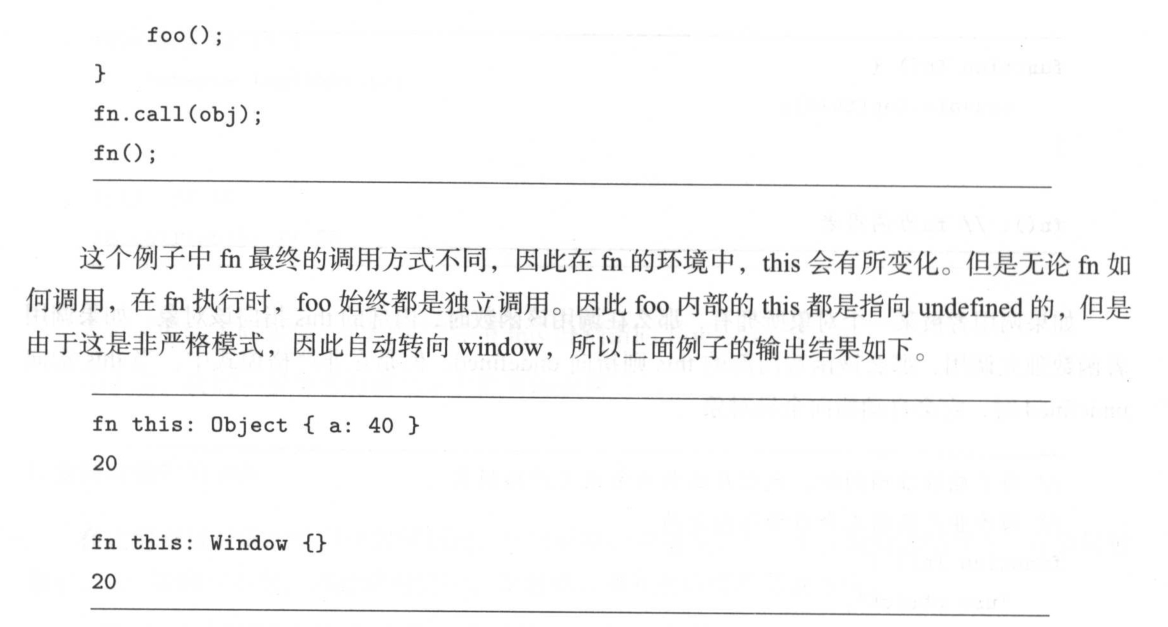 foo();
}
fn.call(obj);
fn();
这个例子中 fn 最终的调用方式不同，因此在 fn 的环境中，this 会有所变化。但是无论 fn 如
何调用，在 fn 执行时，foo 始终都是独立调用。因此 foo 内部的 this 都是指向 undefined 的，但是
由于这是非严格模式，因此自动转向 window，所以上面例子的输出结果如下。
fn this: Object { a: 40 }
20
fn this: Window {}
20